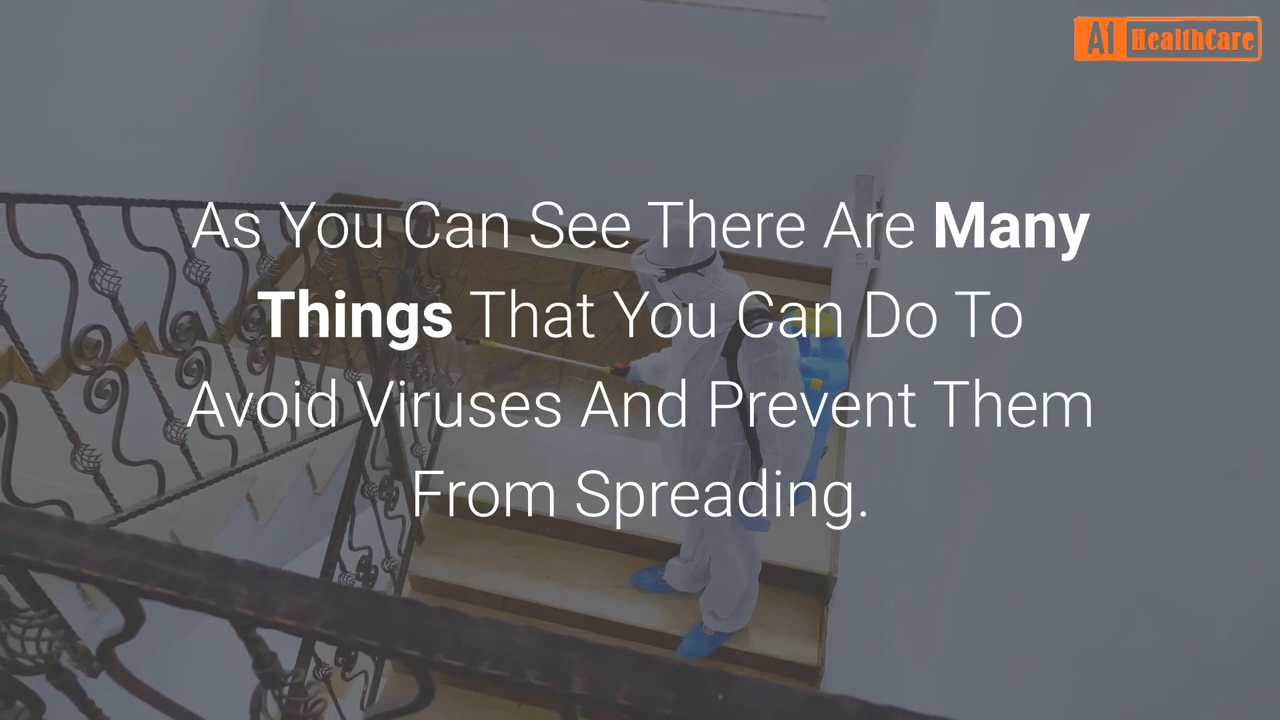 A1 HealthCare
As You Can See There Are Many
Things That You Can Do To
Avoid Viruses And Prevent Them
From Spreading.